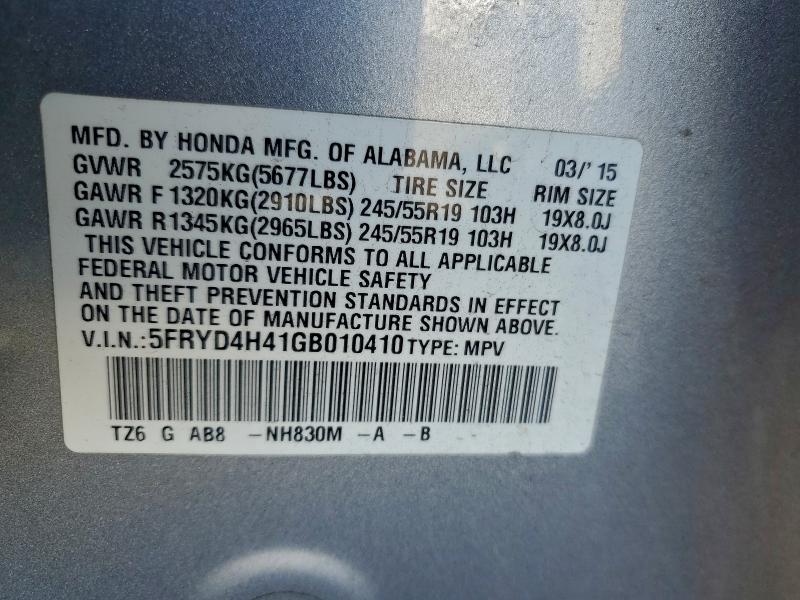 MFD. BY HONDA MFG. OF ALABAMA, LLC 03/'15
GVWR 2575KG(5677LBS) TIRE SIZE RIM SIZE
GAWR F 1320KG(2910LBS) 245/55R19 103H 19X8.0J
GAWR R1345KG(2965LBS) 245/55R19 103H 19X8.0J
THIS VEHICLE CONFORMS TO ALL APPLICABLE
FEDERAL MOTOR VEHICLE SAFETY
AND THEFT PREVENTION STANDARDS IN EFFECT
ON THE DATE OF MANUFACTURE SHOWN ABOVE.
V.I.N.:5FRYD4H41GB010410 TYPE: MPV
TZ6 G AB8 -NH830M -A -B - -